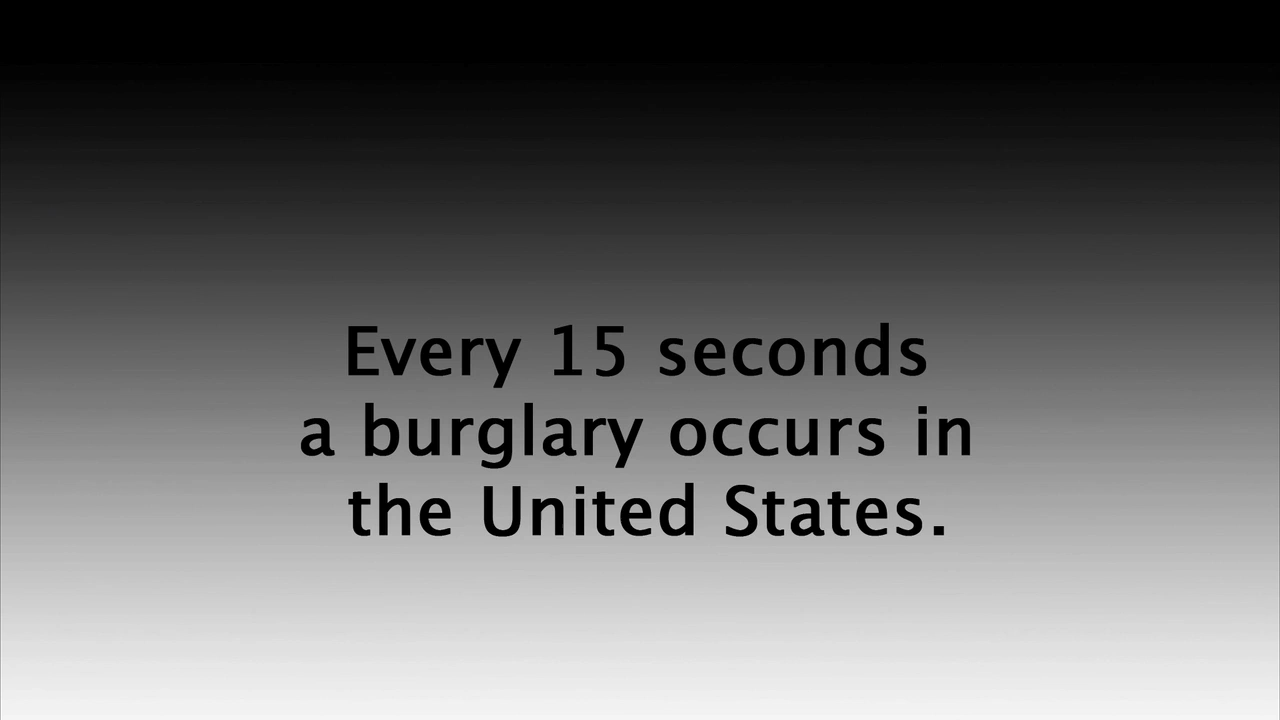 Every 15 seconds
a burglary occurs in
the United States.